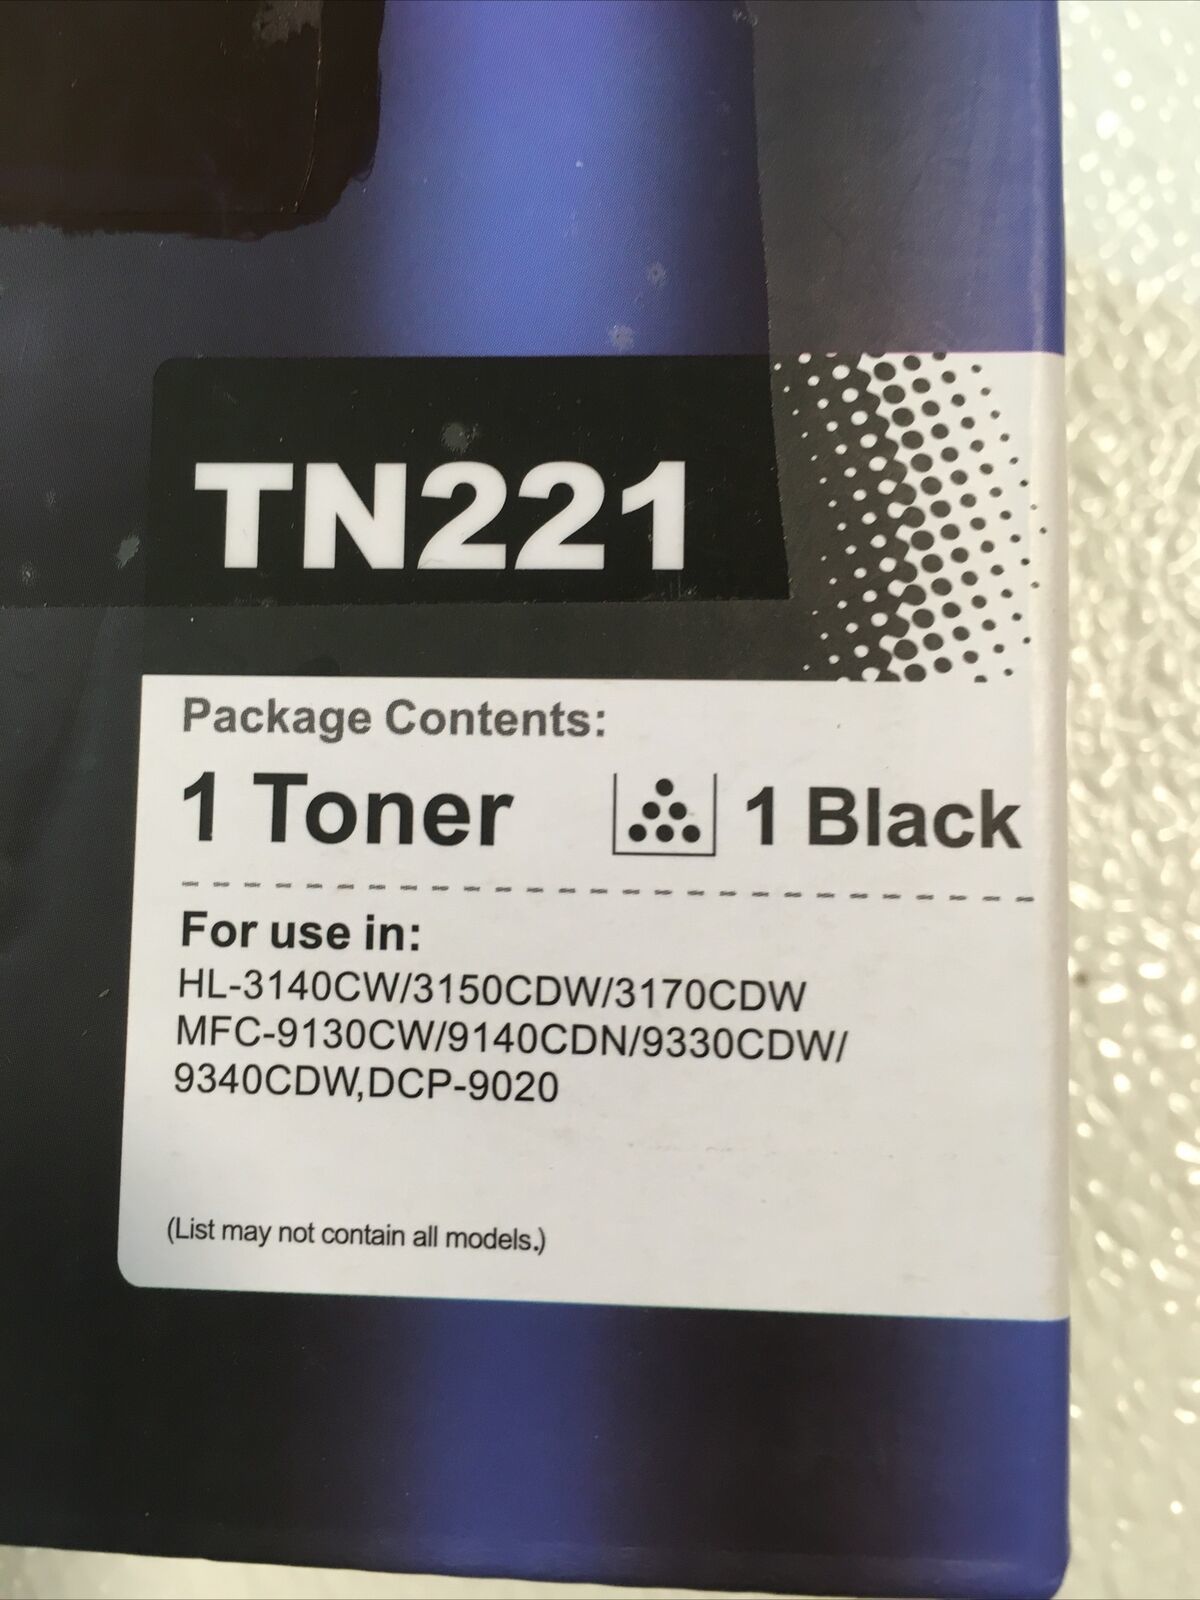 TN221
Package Contents:
1 Toner 1 Black
For use in:
HL-3140CW/3150CDW/3170CDW
MFC-9130CW/9140CDN/9330CDW/
9340CDW,DCP-9020
(List may not contain all models.)